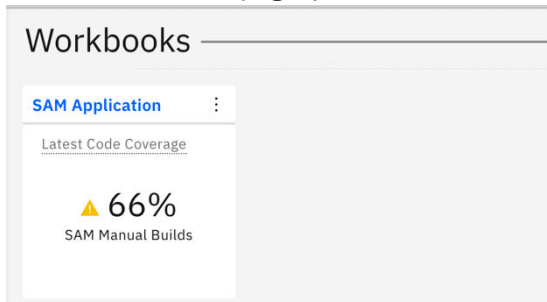 Workbooks
SAM Application
Latest Code Coverage
66%
SAM Manual Builds